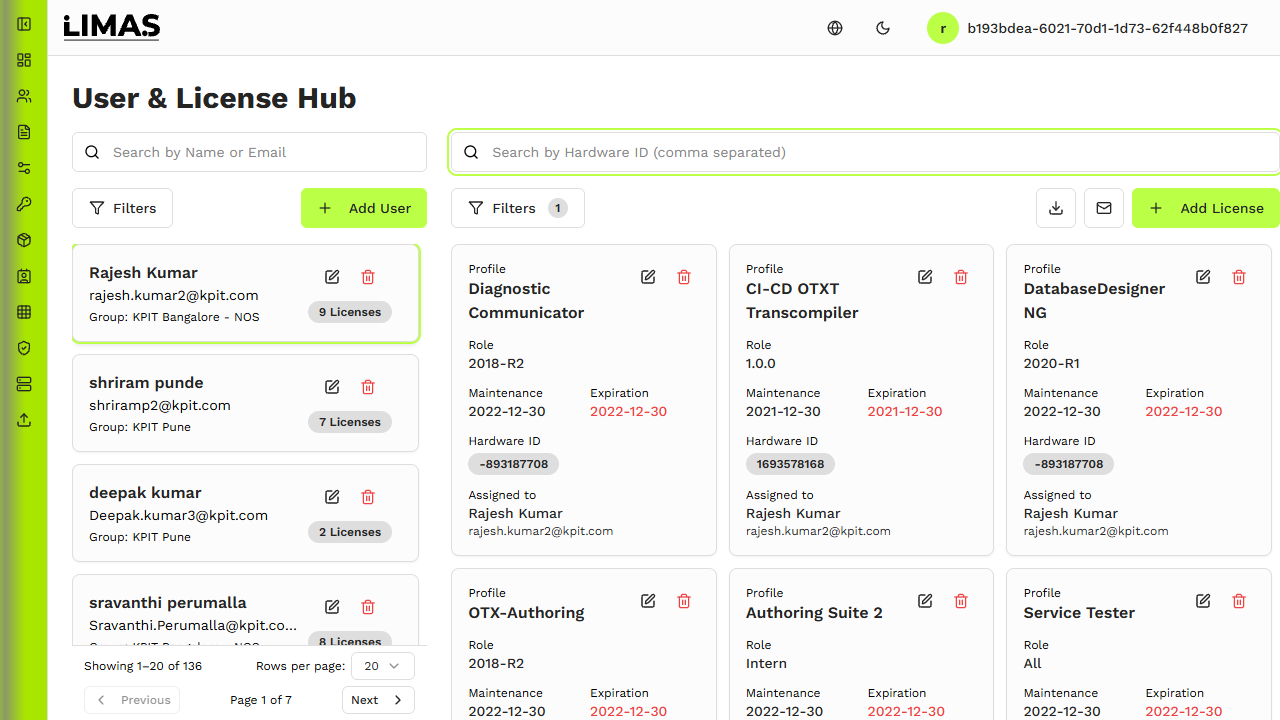 LIMAS
r
b193bdea-6021-70d1-1d73-62f448b0f827
User & License Hub
Search by Name or Email
Search by Hardware ID (comma separated)
Filters
Add User
Filters
1
Add License
Rajesh Kumar
rajesh.kumar2@kpit.com
Group: KPIT Bangalore - NOS
9 Licenses
shriram punde
shriramp2@kpit.com
Group: KPIT Pune
7 Licenses
deepak kumar
Deepak.kumar3@kpit.com
Group: KPIT Pune
2 Licenses
sravanthi perumalla
Sravanthi.Perumalla@kpit.co...
Group: KPIT Bangalore - NOS
8 Licenses
Showing 1–20 of 136
Rows per page:
20
Previous
Page 1 of 7
Next
Profile
Diagnostic
Communicator
Role
2018-R2
Maintenance
Expiration
2022-12-30
2022-12-30
Hardware ID
-893187708
Assigned to
Rajesh Kumar
rajesh.kumar2@kpit.com
Profile
CI-CD OTXT
Transcompiler
Role
1.0.0
Maintenance
Expiration
2021-12-30
2021-12-30
Hardware ID
1693578168
Assigned to
Rajesh Kumar
rajesh.kumar2@kpit.com
Profile
DatabaseDesigner
NG
Role
2020-R1
Maintenance
Expiration
2022-12-30
2022-12-30
Hardware ID
-893187708
Assigned to
Rajesh Kumar
rajesh.kumar2@kpit.com
Profile
OTX-Authoring
Role
2018-R2
Maintenance
Expiration
2022-12-30
2022-12-30
Profile
Authoring Suite 2
Role
Intern
Maintenance
Expiration
2022-12-30
2022-12-30
Profile
Service Tester
Role
All
Maintenance
Expiration
2022-12-30
2022-12-30